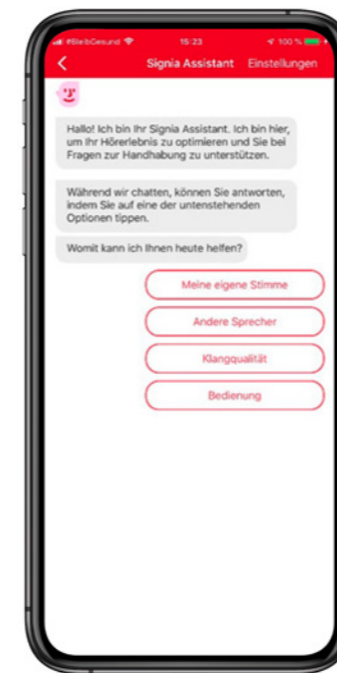 #BleibGesund 15:23 100 %
Signia Assistant Einstellungen
Hallo! Ich bin Ihr Signia Assistant. Ich bin hier,
um Ihr Hörerlebnis zu optimieren und Sie bei
Fragen zur Handhabung zu unterstützen.
Während wir chatten, können Sie antworten,
indem Sie auf eine der untenstehenden
Optionen tippen.
Womit kann ich Ihnen heute helfen?
Meine eigene Stimme
Andere Sprecher
Klangqualität
Bedienung